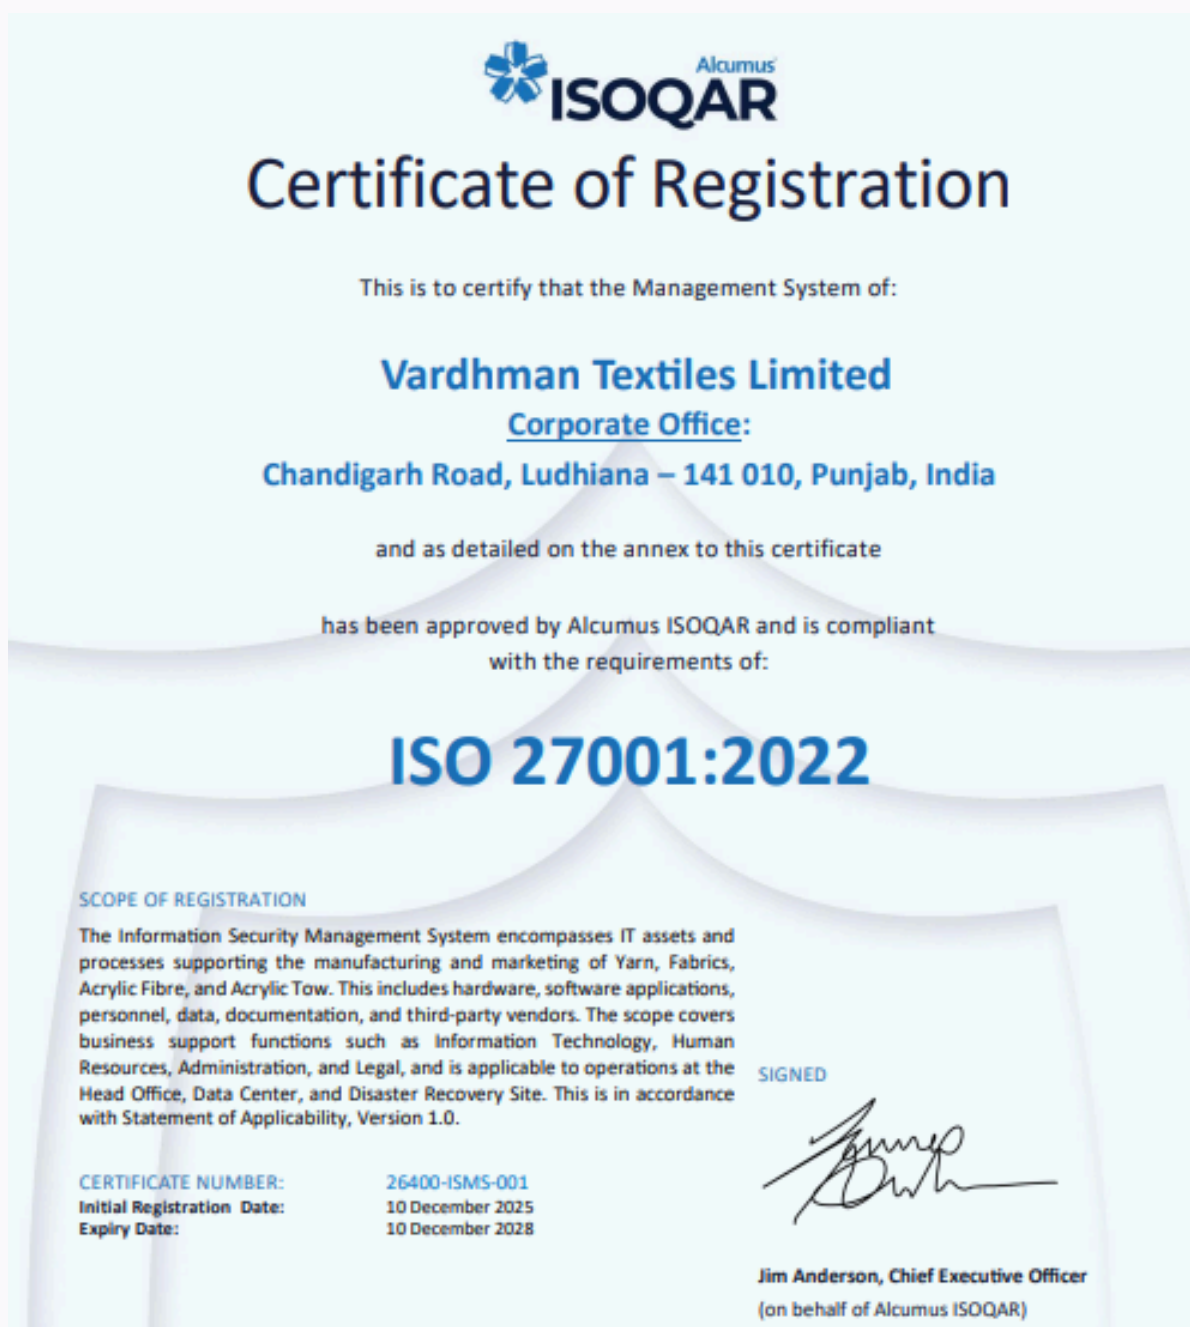 Alcumus
ISOQAR
Certificate of Registration
This is to certify that the Management System of:
Vardhman Textiles Limited
Corporate Office:
Chandigarh Road, Ludhiana – 141 010, Punjab, India
and as detailed on the annex to this certificate
has been approved by Alcumus ISOQAR and is compliant
with the requirements of:
ISO 27001:2022
SCOPE OF REGISTRATION
The Information Security Management System encompasses IT assets and
processes supporting the manufacturing and marketing of Yarn, Fabrics,
Acrylic Fibre, and Acrylic Tow. This includes hardware, software applications,
personnel, data, documentation, and third-party vendors. The scope covers
business support functions such as Information Technology, Human
Resources, Administration, and Legal, and is applicable to operations at the
Head Office, Data Center, and Disaster Recovery Site. This is in accordance
with Statement of Applicability, Version 1.0.
CERTIFICATE NUMBER: 26400-ISMS-001
Initial Registration Date: 10 December 2025
Expiry Date: 10 December 2028
SIGNED
Jim Anderson, Chief Executive Officer
(on behalf of Alcumus ISOQAR)